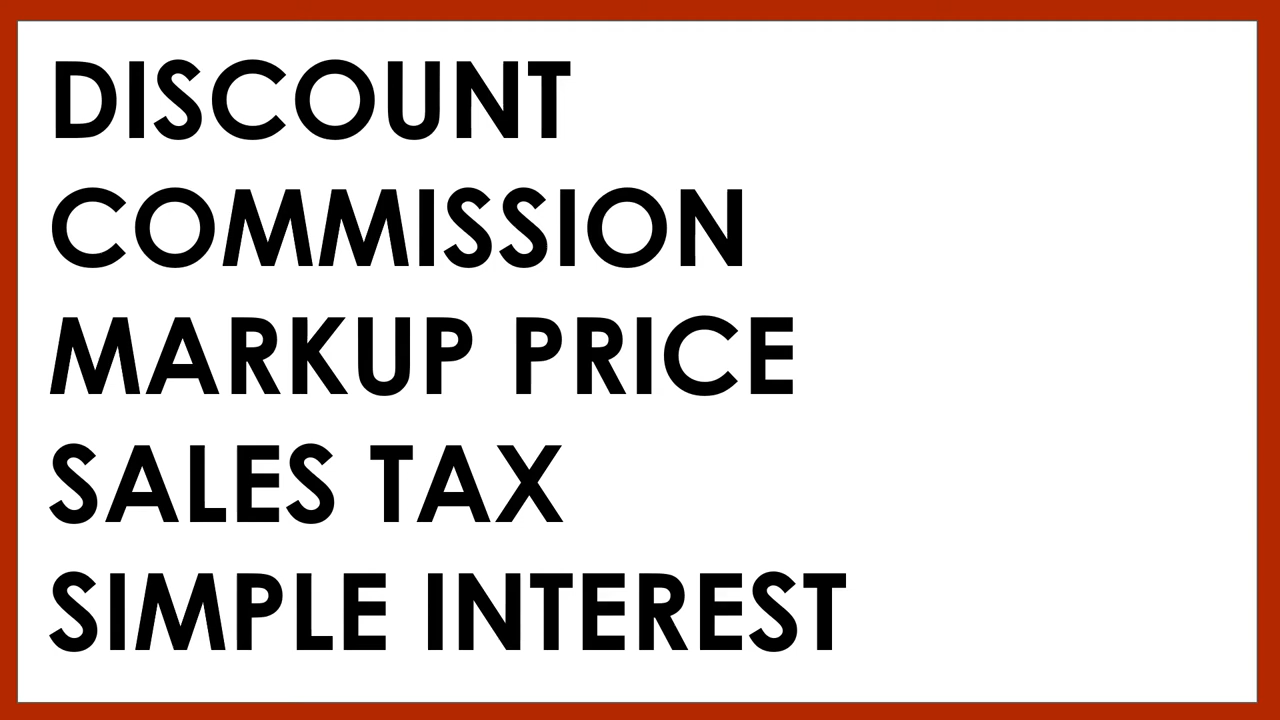 DISCOUNT
COMMISSION
MARKUP PRICE
SALES TAX
SIMPLE INTEREST